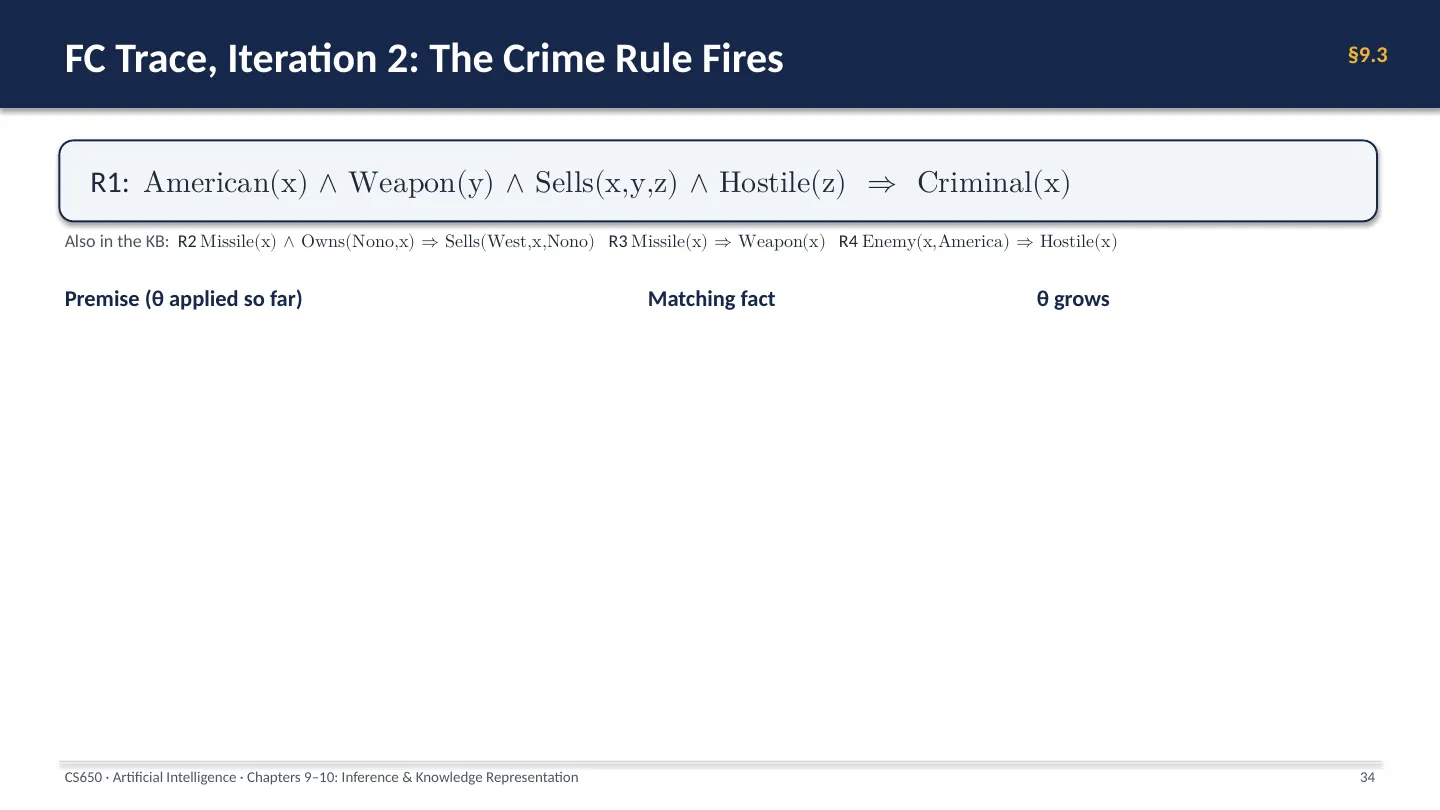 FC Trace, Iteration 2: The Crime Rule Fires
§9.3
R1: American(x) ∧ Weapon(y) ∧ Sells(x,y,z) ∧ Hostile(z) ⇒ Criminal(x)
Also in the KB: R2 Missile(x) ∧ Owns(Nono,x) ⇒ Sells(West,x,Nono) R3 Missile(x) ⇒ Weapon(x) R4 Enemy(x,America) ⇒ Hostile(x)
Premise (θ applied so far) Matching fact θ grows
CS650 · Artificial Intelligence · Chapters 9–10: Inference & Knowledge Representation 34